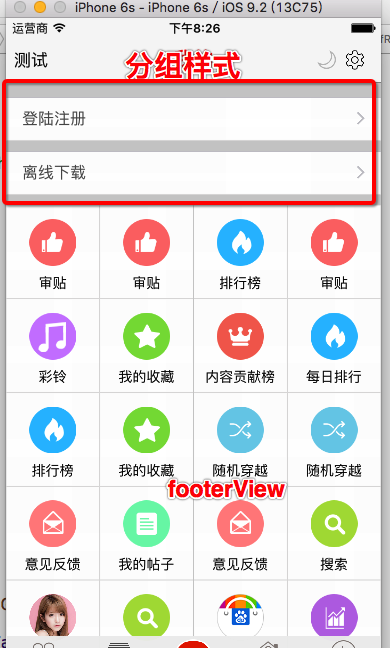 iPhone 6s - iPhone 6s / iOS 9.2 (13C75)
运营商 下午8:26
测试
分组样式
登陆注册
离线下载
审贴 审贴 排行榜 审贴
彩铃 我的收藏 内容贡献榜 每日排行
排行榜 我的收藏 随机穿越 随机穿越
footerView
意见反馈 我的帖子 意见反馈 搜索